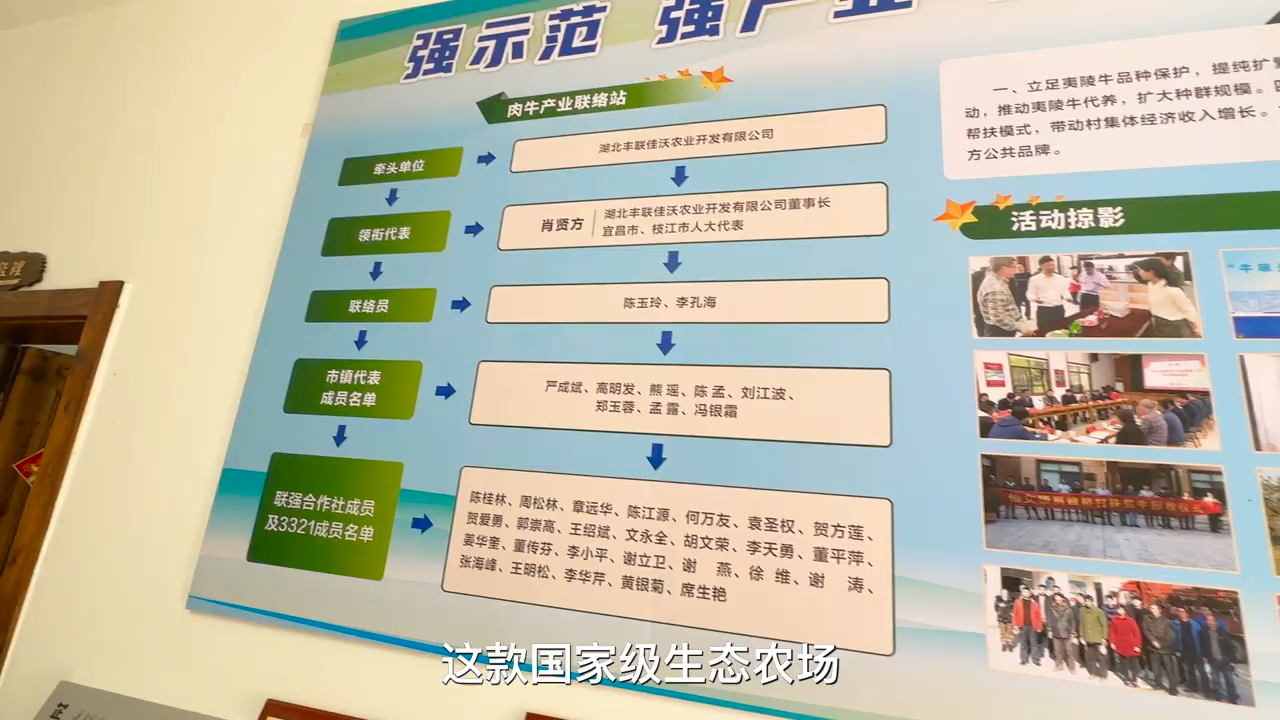 强示范 强产业
肉牛产业联络站
牵头单位
湖北丰联佳沃农业开发有限公司
领衔代表
肖贤方
湖北丰联佳沃农业开发有限公司董事长
宜昌市、枝江市人大代表
联络员
陈玉玲、李孔海
市镇代表
成员名单
严成斌、高明发、熊瑶、陈孟、刘江波、
郑玉蓉、孟露、冯银霜
联强合作社成员
及3321成员名单
陈桂林、周松林、章远华、陈江源、何万友、袁圣权、贺方莲、
贺爱勇、郭崇高、王绍斌、文永全、胡文荣、李天勇、董平萍、
姜华奎、董传芬、李小平、谢立卫、谢燕、徐维、谢涛、
张海峰、王明松、李华芹、黄银菊、席生艳
一、立足夷陵牛品种保护，提纯扩繁
动，推动夷陵牛代养，扩大种群规模。
帮扶模式，带动村集体经济收入增长。
方公共品牌。
活动掠影
这款国家级生态农场